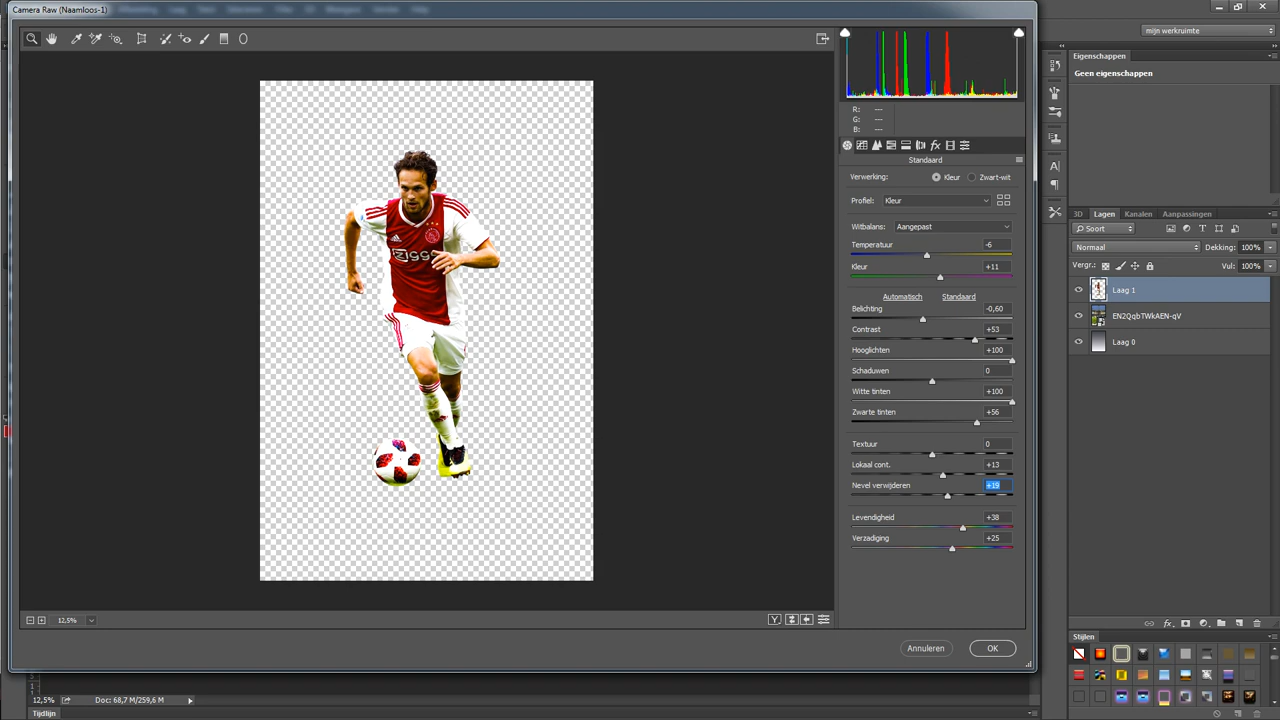 Camera Raw (Naamloos-1)
mijn werkruimte
Eigenschappen
Geen eigenschappen
R: —
G: —
B: —
Standaard
Verwerking: Kleur Zwart-wit
Profiel: Kleur
Witbalans: Aangepast
Temperatuur -6
Kleur +11
Automatisch Standaard
Belichting -0,60
Contrast +53
Hooglichten +100
Schaduwen 0
Witte tinten +100
Zwarte tinten +56
Textuur 0
Lokaal cont. +13
Nevel verwijderen +19
Levendigheid +38
Verzadiging +25
3D Lagen Kanalen Aanpassingen
Soort
Normaal Dekking: 100%
Vergr.: Vul: 100%
Laag 1
EN2QqbTWkAEN-qV
Laag 0
Ziggo
12,5%
Annuleren OK
Stijlen
12,5% Doc: 68,7 M/259,6 M
Tijdlijn